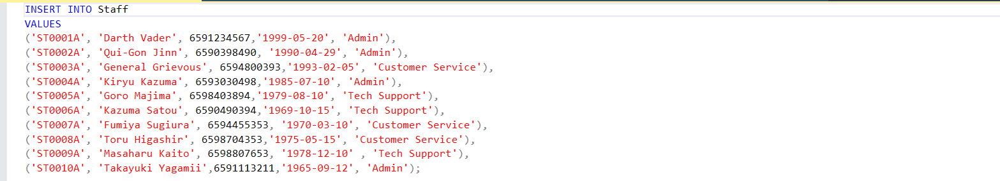 INSERT INTO Staff
VALUES
('ST0001A', 'Darth Vader', 6591234567,'1999-05-20', 'Admin'),
('ST0002A', 'Qui-Gon Jinn', 6590398490, '1990-04-29', 'Admin'),
('ST0003A', 'General Grievous', 6594800393,'1993-02-05', 'Customer Service'),
('ST0004A', 'Kiryu Kazuma', 6593030498,'1985-07-10', 'Admin'),
('ST0005A', 'Goro Majima', 6598403894,'1979-08-10', 'Tech Support'),
('ST0006A', 'Kazuma Satou', 6590490394,'1969-10-15', 'Tech Support'),
('ST0007A', 'Fumiya Sugiura', 6594455353, '1970-03-10', 'Customer Service'),
('ST0008A', 'Toru Higashir', 6598704353,'1975-05-15', 'Customer Service'),
('ST0009A', 'Masaharu Kaito', 6598807653, '1978-12-10' , 'Tech Support'),
('ST0010A', 'Takayuki Yagamii',6591113211,'1965-09-12', 'Admin');